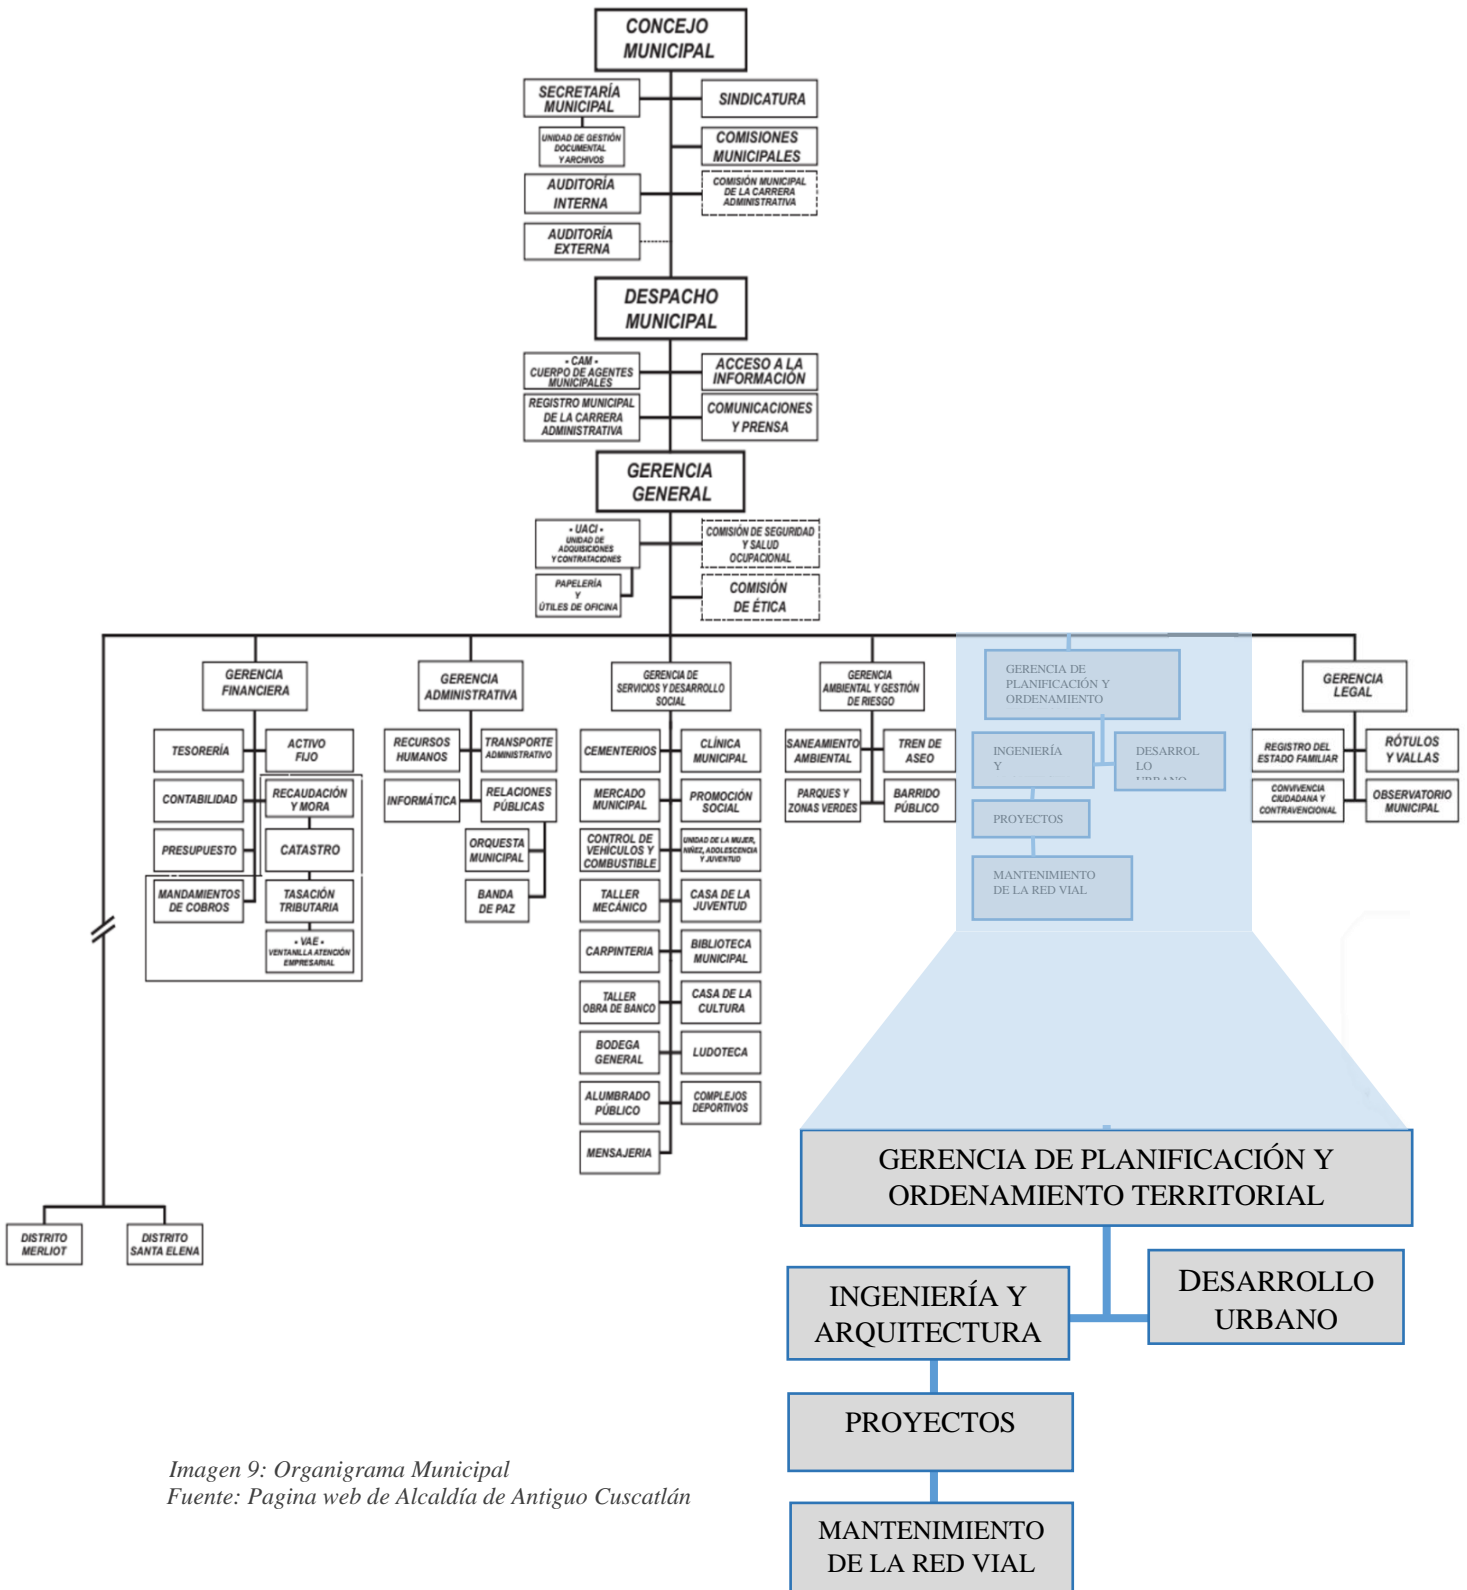 CONCEJO
MUNICIPAL
SECRETARÍA
MUNICIPAL
SINDICATURA
UNIDAD DE GESTIÓN
DOCUMENTAL
Y ARCHIVOS
COMISIONES
MUNICIPALES
AUDITORÍA
INTERNA
COMISIÓN MUNICIPAL
DE LA CARRERA
ADMINISTRATIVA
AUDITORÍA
EXTERNA
DESPACHO
MUNICIPAL
- CAM -
CUERPO DE AGENTES
MUNICIPALES
ACCESO A LA
INFORMACIÓN
REGISTRO MUNICIPAL
DE LA CARRERA
ADMINISTRATIVA
COMUNICACIONES
Y PRENSA
GERENCIA
GENERAL
- UACI -
UNIDAD DE
ADQUISICIONES
Y CONTRATACIONES
COMISIÓN DE SEGURIDAD
Y SALUD
OCUPACIONAL
PAPELERÍA
Y
ÚTILES DE OFICINA
COMISIÓN
DE ÉTICA
GERENCIA
FINANCIERA
TESORERÍA
ACTIVO
FIJO
CONTABILIDAD
RECAUDACIÓN
Y MORA
PRESUPUESTO
CATASTRO
MANDAMIENTOS
DE COBROS
TASACIÓN
TRIBUTARIA
- VAE -
VENTANILLA ATENCIÓN
EMPRESARIAL
GERENCIA
ADMINISTRATIVA
RECURSOS
HUMANOS
TRANSPORTE
ADMINISTRATIVO
INFORMÁTICA
RELACIONES
PÚBLICAS
ORQUESTA
MUNICIPAL
BANDA
DE PAZ
GERENCIA DE
SERVICIOS Y DESARROLLO
SOCIAL
CEMENTERIOS
CLÍNICA
MUNICIPAL
MERCADO
MUNICIPAL
PROMOCIÓN
SOCIAL
CONTROL DE
VEHÍCULOS Y
COMBUSTIBLE
UNIDAD DE LA MUJER,
NIÑEZ, ADOLESCENCIA
Y JUVENTUD
TALLER
MECÁNICO
CASA DE LA
JUVENTUD
CARPINTERIA
BIBLIOTECA
MUNICIPAL
TALLER
OBRA DE BANCO
CASA DE LA
CULTURA
BODEGA
GENERAL
LUDOTECA
ALUMBRADO
PÚBLICO
COMPLEJOS
DEPORTIVOS
MENSAJERIA
GERENCIA
AMBIENTAL Y GESTIÓN
DE RIESGO
SANEAMIENTO
AMBIENTAL
TREN DE
ASEO
PARQUES Y
ZONAS VERDES
BARRIDO
PÚBLICO
GERENCIA DE
PLANIFICACIÓN Y
ORDENAMIENTO
INGENIERÍA
Y
DESARROL
LO
URBANO
PROYECTOS
MANTENIMIENTO
DE LA RED VIAL
GERENCIA
LEGAL
REGISTRO DEL
ESTADO FAMILIAR
RÓTULOS
Y VALLAS
CONVIVENCIA
CIUDADANA Y
CONTRAVENCIONAL
OBSERVATORIO
MUNICIPAL
DISTRITO
MERLIOT
DISTRITO
SANTA ELENA
GERENCIA DE PLANIFICACIÓN Y
ORDENAMIENTO TERRITORIAL
INGENIERÍA Y
ARQUITECTURA
DESARROLLO
URBANO
PROYECTOS
MANTENIMIENTO
DE LA RED VIAL
Imagen 9: Organigrama Municipal
Fuente: Pagina web de Alcaldía de Antiguo Cuscatlán